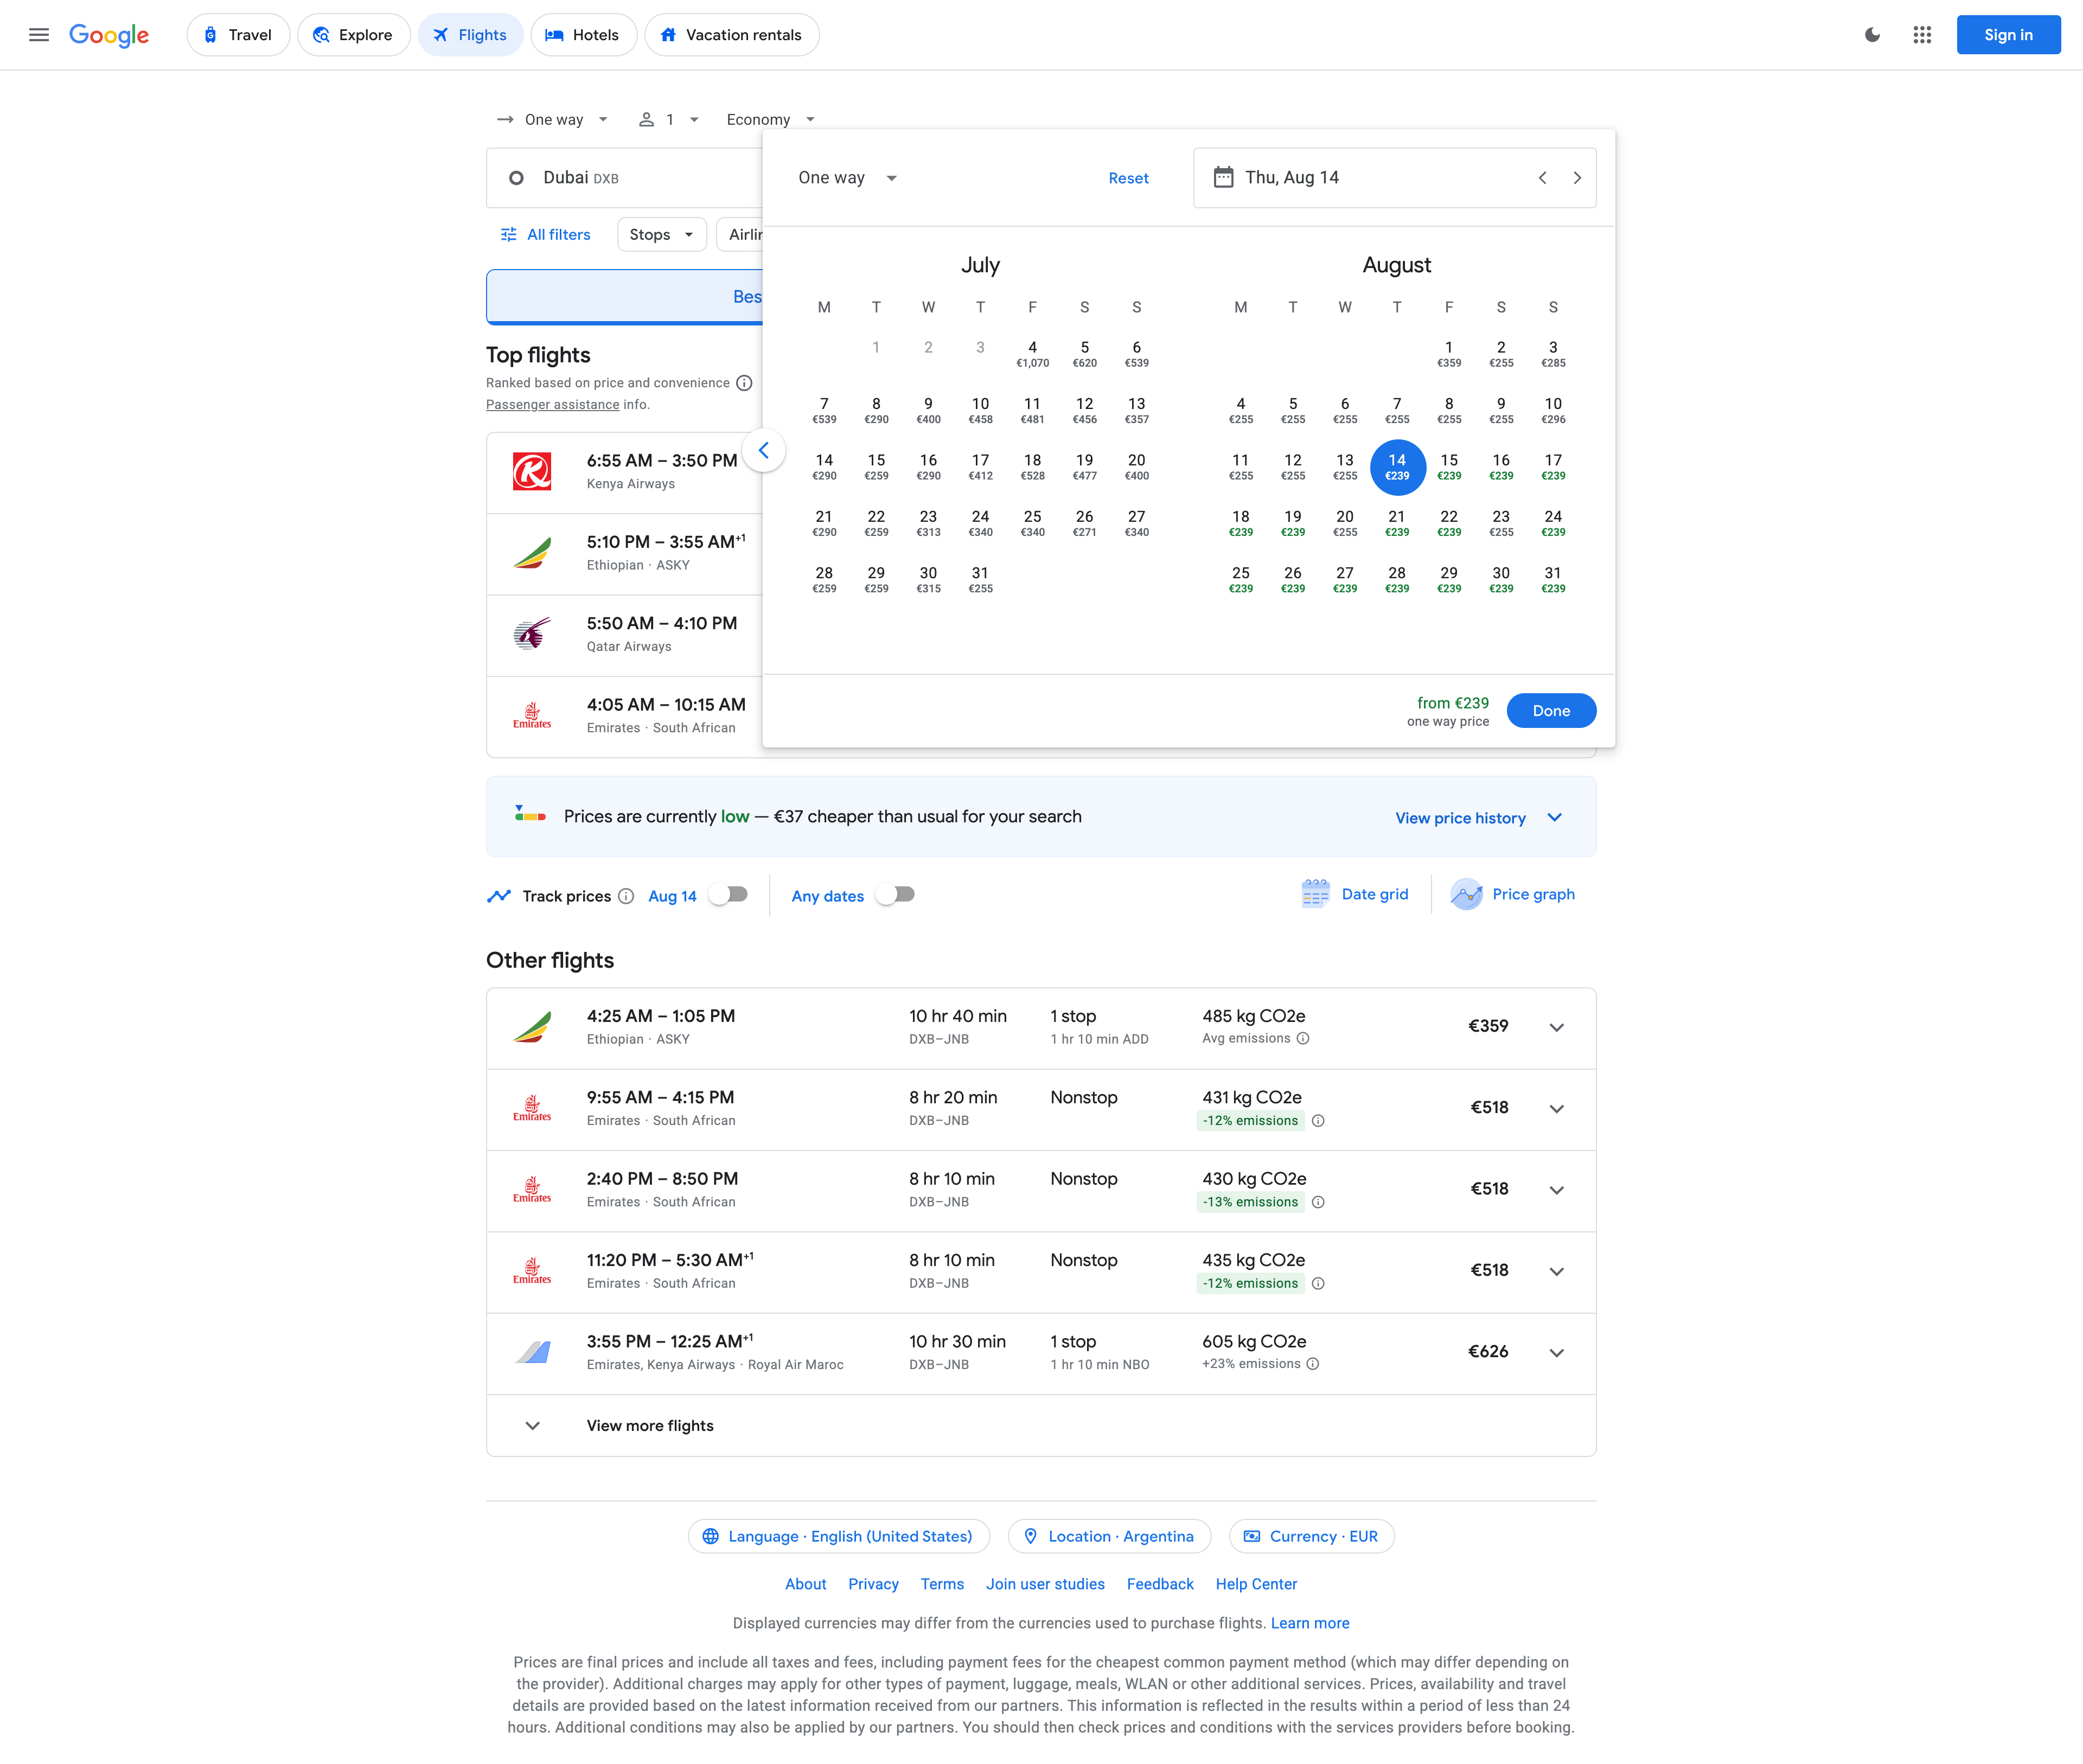 Google
Travel
Explore
Flights
Hotels
Vacation rentals
Sign in
One way
1
Economy
Dubai DXB
One way
Reset
Thu, Aug 14
All filters
Stops
July
August
M T W T F S S
M T W T F S S
1 2 3 4 5 6
€1,070 €620 €539
1 2 3
€359 €255 €285
7 8 9 10 11 12 13
€539 €290 €400 €458 €481 €456 €357
4 5 6 7 8 9 10
€255 €255 €255 €255 €255 €255 €296
14 15 16 17 18 19 20
€290 €259 €290 €412 €528 €477 €400
11 12 13 14 15 16 17
€255 €255 €255 €239 €239 €239 €239
21 22 23 24 25 26 27
€290 €259 €313 €340 €340 €271 €340
18 19 20 21 22 23 24
€239 €239 €255 €239 €239 €255 €239
28 29 30 31
€259 €259 €315 €255
25 26 27 28 29 30 31
€239 €239 €239 €239 €239 €239 €239
from €239
one way price
Done
Top flights
Ranked based on price and convenience
Passenger assistance info.
6:55 AM – 3:50 PM
Kenya Airways
5:10 PM – 3:55 AM+1
Ethiopian · ASKY
5:50 AM – 4:10 PM
Qatar Airways
Emirates
4:05 AM – 10:15 AM
Emirates · South African
Prices are currently low — €37 cheaper than usual for your search
View price history
Track prices
Aug 14
Any dates
Date grid
Price graph
Other flights
4:25 AM – 1:05 PM 10 hr 40 min 1 stop 485 kg CO2e €359
Ethiopian · ASKY DXB–JNB 1 hr 10 min ADD Avg emissions
Emirates
9:55 AM – 4:15 PM 8 hr 20 min Nonstop 431 kg CO2e €518
Emirates · South African DXB–JNB -12% emissions
Emirates
2:40 PM – 8:50 PM 8 hr 10 min Nonstop 430 kg CO2e €518
Emirates · South African DXB–JNB -13% emissions
Emirates
11:20 PM – 5:30 AM+1 8 hr 10 min Nonstop 435 kg CO2e €518
Emirates · South African DXB–JNB -12% emissions
3:55 PM – 12:25 AM+1 10 hr 30 min 1 stop 605 kg CO2e €626
Emirates, Kenya Airways · Royal Air Maroc DXB–JNB 1 hr 10 min NBO +23% emissions
View more flights
Language · English (United States)
Location · Argentina
Currency · EUR
About Privacy Terms Join user studies Feedback Help Center
Displayed currencies may differ from the currencies used to purchase flights. Learn more
Prices are final prices and include all taxes and fees, including payment fees for the cheapest common payment method (which may differ depending on
the provider). Additional charges may apply for other types of payment, luggage, meals, WLAN or other additional services. Prices, availability and travel
details are provided based on the latest information received from our partners. This information is reflected in the results within a period of less than 24
hours. Additional conditions may also be applied by our partners. You should then check prices and conditions with the services providers before booking.